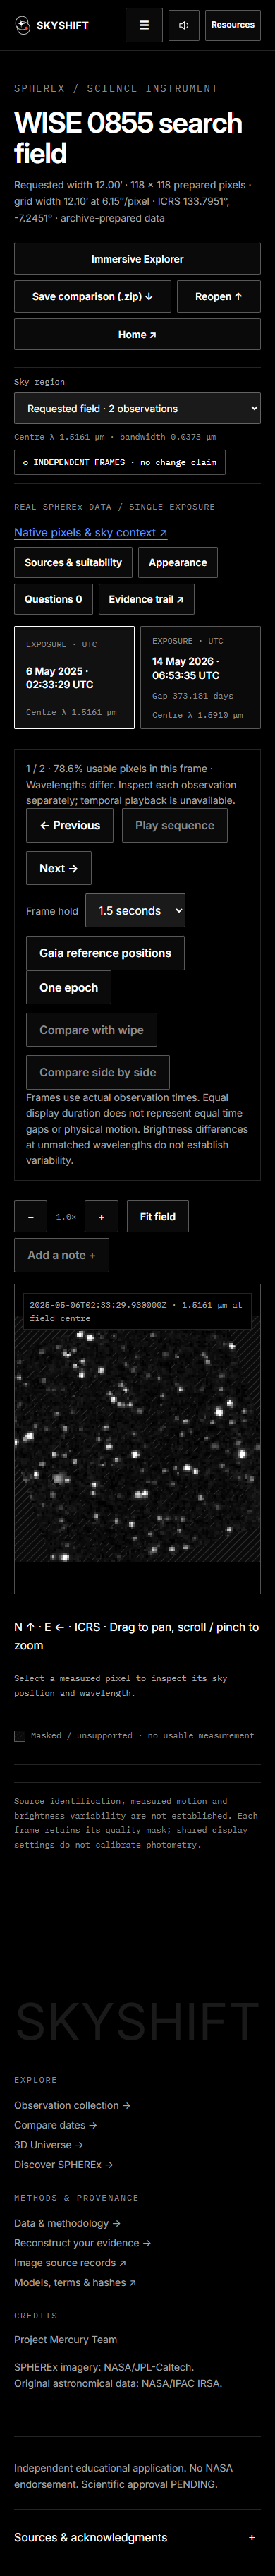 SKYSHIFT
☰
Resources
SPHEREX / SCIENCE INSTRUMENT
WISE 0855 search
field
Requested width 12.00′ · 118 × 118 prepared pixels ·
grid width 12.10′ at 6.15″/pixel · ICRS 133.7951°,
-7.2451° · archive-prepared data
Immersive Explorer
Save comparison (.zip) ↓
Reopen ↑
Home ↗
Sky region
Requested field · 2 observations
Centre λ 1.5161 µm · bandwidth 0.0373 µm
o INDEPENDENT FRAMES · no change claim
REAL SPHEREx DATA / SINGLE EXPOSURE
Native pixels & sky context ↗
Sources & suitability
Appearance
Questions 0
Evidence trail ↗
EXPOSURE · UTC
6 May 2025 ·
02:33:29 UTC
Centre λ 1.5161 µm
EXPOSURE · UTC
14 May 2026 ·
06:53:35 UTC
Gap 373.181 days
Centre λ 1.5910 µm
1 / 2 · 78.6% usable pixels in this frame ·
Wavelengths differ. Inspect each observation
separately; temporal playback is unavailable.
← Previous
Play sequence
Next →
Frame hold
1.5 seconds
Gaia reference positions
One epoch
Compare with wipe
Compare side by side
Frames use actual observation times. Equal
display duration does not represent equal time
gaps or physical motion. Brightness differences
at unmatched wavelengths do not establish
variability.
−
1.0×
+
Fit field
Add a note +
2025-05-06T02:33:29.930000Z · 1.5161 µm at
field centre
N ↑ · E ← · ICRS · Drag to pan, scroll / pinch to
zoom
Select a measured pixel to inspect its sky
position and wavelength.
Masked / unsupported · no usable measurement
Source identification, measured motion and
brightness variability are not established. Each
frame retains its quality mask; shared display
settings do not calibrate photometry.
SKYSHIFT
EXPLORE
Observation collection →
Compare dates →
3D Universe →
Discover SPHEREx →
METHODS & PROVENANCE
Data & methodology →
Reconstruct your evidence →
Image source records ↗
Models, terms & hashes ↗
CREDITS
Project Mercury Team
SPHEREx imagery: NASA/JPL-Caltech.
Original astronomical data: NASA/IPAC IRSA.
Independent educational application. No NASA
endorsement. Scientific approval PENDING.
Sources & acknowledgments
+